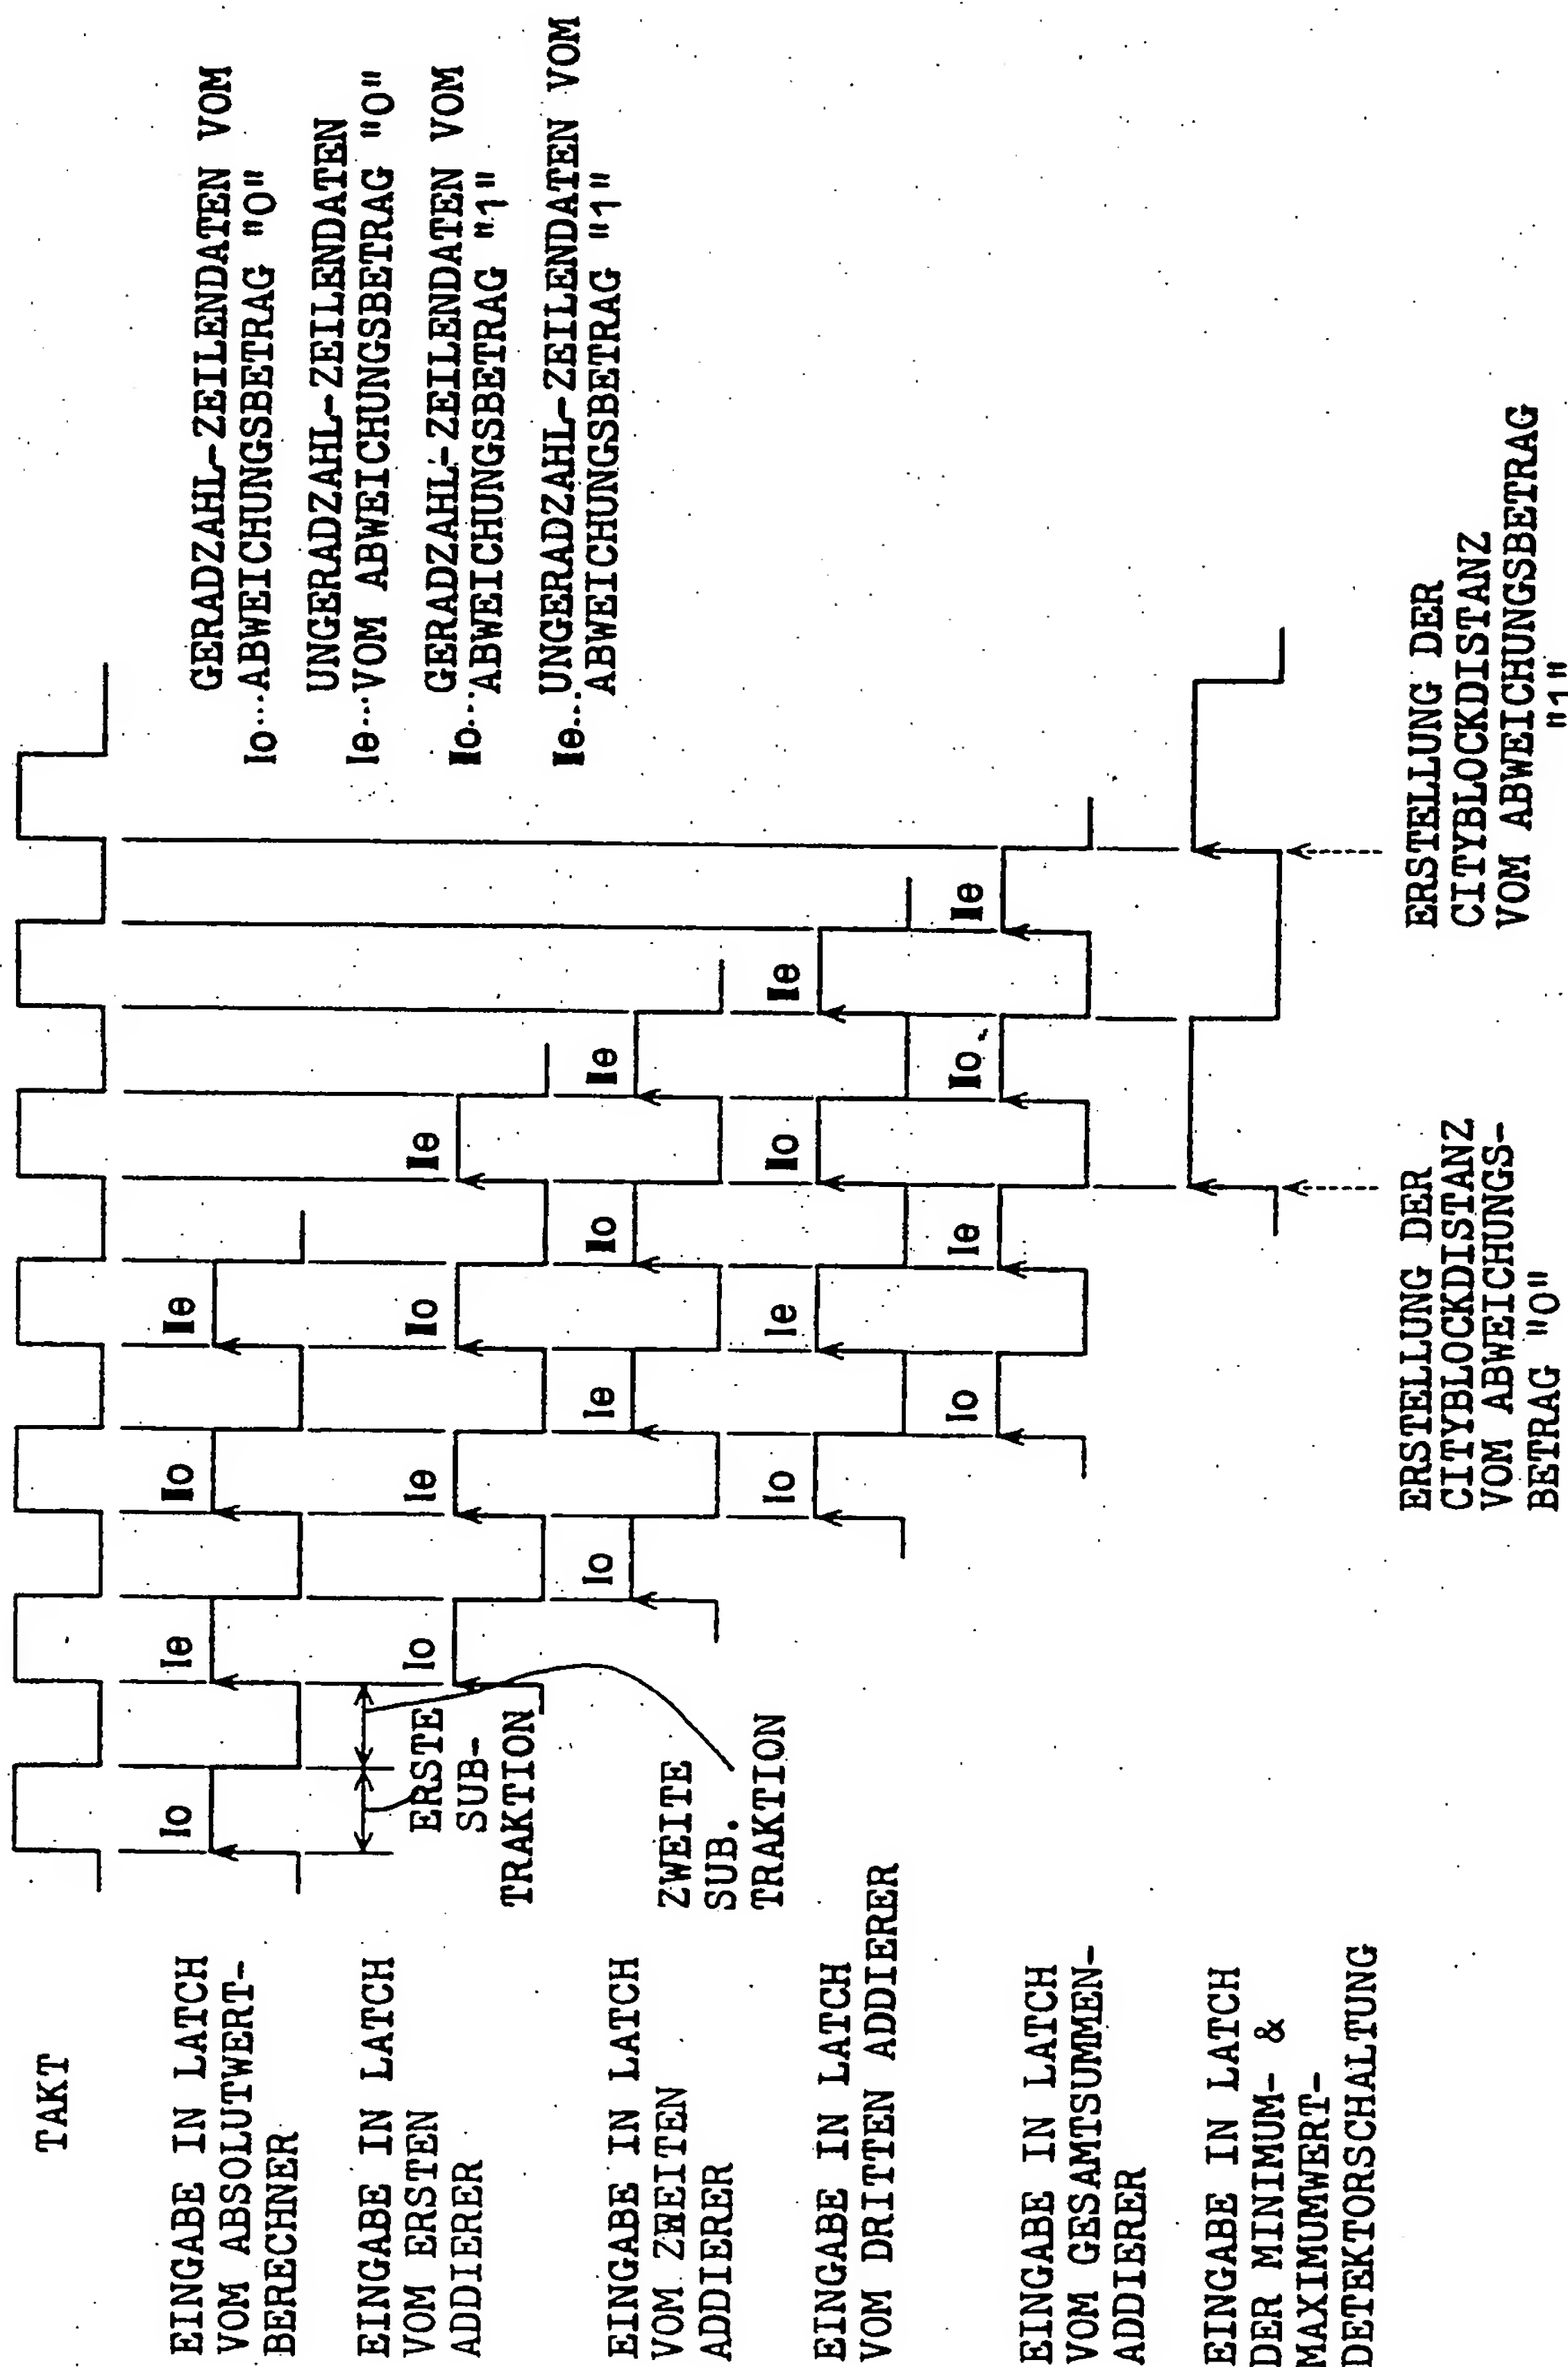 TAKT
EINGABE IN LATCH
VOM ABSOLUTWERT-
BERECHNER
EINGABE IN LATCH
VOM ERSTEN
ADDIERER
EINGABE IN LATCH
VOM ZWEITEN
ADDIERER
EINGABE IN LATCH
VOM DRITTEN ADDIERER
EINGABE IN LATCH
VOM GESAMTSUMMEN-
ADDIERER
EINGABE IN LATCH
DER MINIMUM- &
MAXIMUMWERT-
DETEKTORSCHALTUNG
Io Ie Io Ie
ERSTE
SUB-
TRAKTION
ZWEITE
SUB.
TRAKTION
Io Ie Io Ie
Io Ie Io Ie
Io Ie Io Ie
Io Ie Io Ie
GERADZAHL-ZEILENDATEN VOM
Io...ABWEICHUNGSBETRAG "0"
UNGERADZAHL-ZEILENDATEN
Ie...VOM ABWEICHUNGSBETRAG "0"
GERADZAHL-ZEILENDATEN VOM
Io...ABWEICHUNGSBETRAG "1"
Ie...UNGERADZAHL-ZEILENDATEN VOM
ABWEICHUNGSBETRAG "1"
ERSTELLUNG DER
CITYBLOCKDISTANZ
VOM ABWEICHUNGS-
BETRAG "0"
ERSTELLUNG DER
CITYBLOCKDISTANZ
VOM ABWEICHUNGSBETRAG
"1"